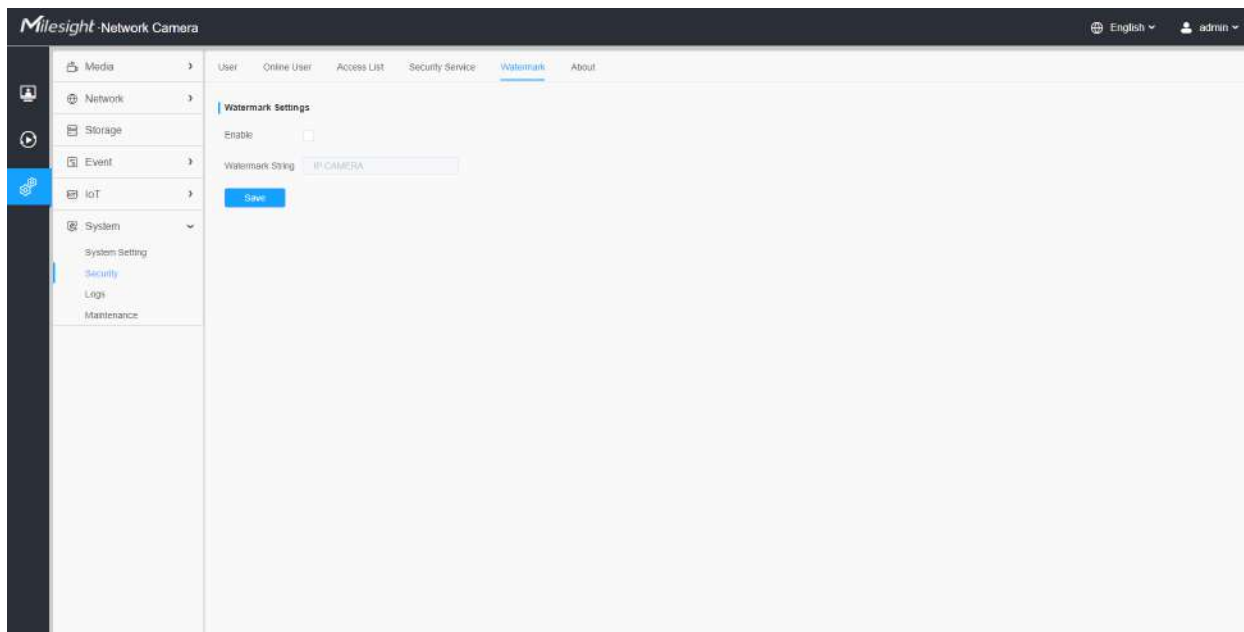 Milesight · Network Camera
English
admin
Media
Network
Storage
Event
IoT
System
System Setting
Security
Logs
Maintenance
User Online User Access List Security Service Watermark About
Watermark Settings
Enable
Watermark String IP CAMERA
Save